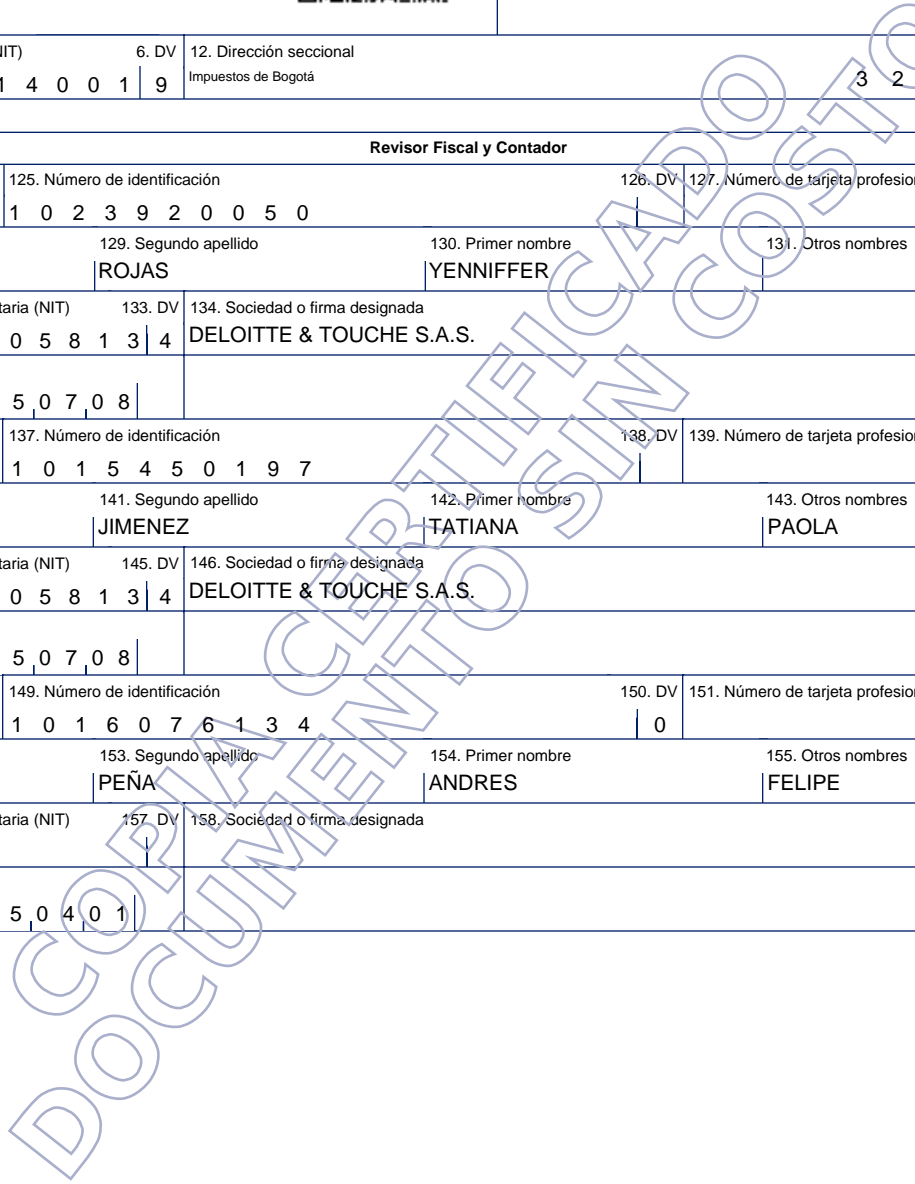 NIT) 6. DV 12. Dirección seccional
1 4 0 0 1 9 Impuestos de Bogotá 3 2
Revisor Fiscal y Contador
125. Número de identificación 126. DV 127. Número de tarjeta profesion
1 0 2 3 9 2 0 0 5 0
129. Segundo apellido 130. Primer nombre 131. Otros nombres
ROJAS YENNIFFER
taria (NIT) 133. DV 134. Sociedad o firma designada
0 5 8 1 3 4 DELOITTE & TOUCHE S.A.S.
5 0 7 0 8
137. Número de identificación 138. DV 139. Número de tarjeta profesion
1 0 1 5 4 5 0 1 9 7
141. Segundo apellido 142. Primer nombre 143. Otros nombres
JIMENEZ TATIANA PAOLA
taria (NIT) 145. DV 146. Sociedad o firma designada
0 5 8 1 3 4 DELOITTE & TOUCHE S.A.S.
5 0 7 0 8
149. Número de identificación 150. DV 151. Número de tarjeta profesion
1 0 1 6 0 7 6 1 3 4 0
153. Segundo apellido 154. Primer nombre 155. Otros nombres
PEÑA ANDRES FELIPE
taria (NIT) 157. DV 158. Sociedad o firma designada
5 0 4 0 1
COPIA CERTIFICADO
DOCUMENTO SIN COSTO